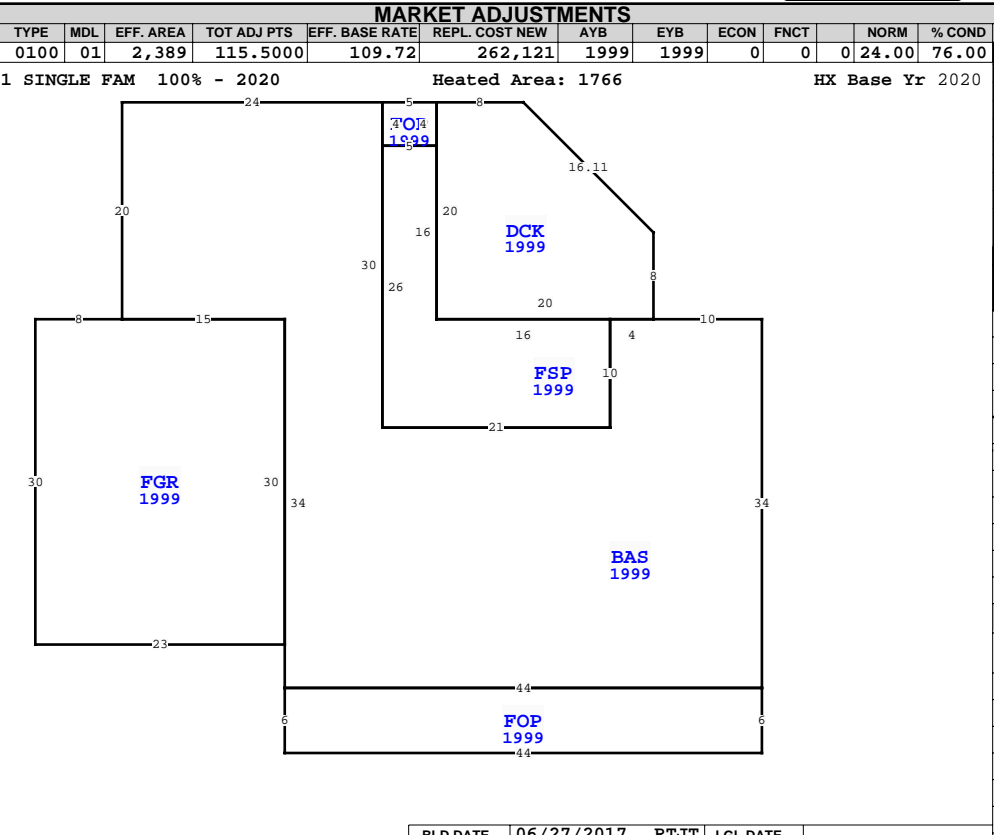 MARKET ADJUSTMENTS
TYPE MDL EFF. AREA TOT ADJ PTS EFF. BASE RATE REPL. COST NEW AYB EYB ECON FNCT NORM % COND
0100 01 2,389 115.5000 109.72 262,121 1999 1999 0 0 0 24.00 76.00
1 SINGLE FAM 100% - 2020 Heated Area: 1766 HX Base Yr 2020
24 5 8
4 4
1999
5
16.11
20 20
16 DCK
1999
30
8
26
20
8 15 10
16 4
FSP 10
1999
21
30 FGR 30
1999
34 34
BAS
1999
23
44
6 FOP 6
1999
44
BLD DATE 06/27/2017 LGL DATE